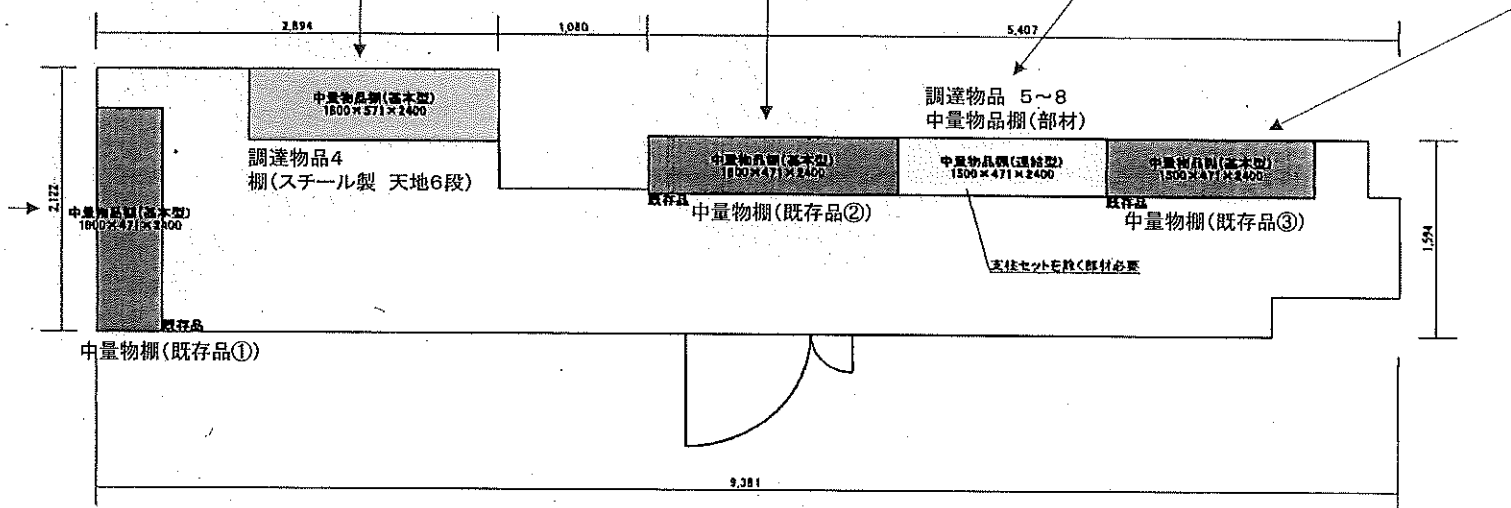 2,894
1,080
5,407
中量物品棚(基本型)
1800×571×2400
調達物品 5~8
中量物品棚(部材)
調達物品4
棚(スチール製 天地6段)
中量物品棚(基本型)
1800×471×2400
中量物品棚(連結型)
1500×471×2400
中量物品棚(基本型)
1500×471×2400
既存品
中量物棚(既存品②)
既存品
中量物棚(既存品③)
2,122
中量物品棚(基本型)
1800×471×2400
1,594
支柱セットを除く部材必要
既存品
中量物棚(既存品①)
9,381